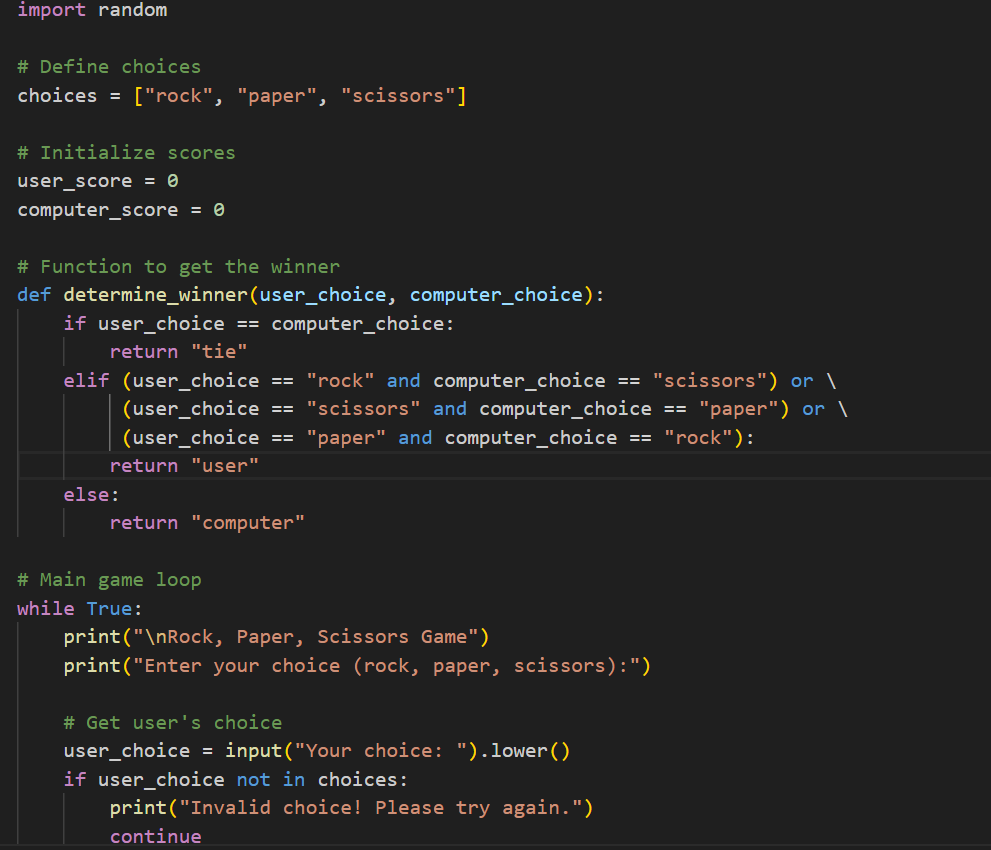 import random

# Define choices
choices = ["rock", "paper", "scissors"]

# Initialize scores
user_score = 0
computer_score = 0

# Function to get the winner
def determine_winner(user_choice, computer_choice):
    if user_choice == computer_choice:
        return "tie"
    elif (user_choice == "rock" and computer_choice == "scissors") or \
         (user_choice == "scissors" and computer_choice == "paper") or \
         (user_choice == "paper" and computer_choice == "rock"):
        return "user"
    else:
        return "computer"

# Main game loop
while True:
    print("\nRock, Paper, Scissors Game")
    print("Enter your choice (rock, paper, scissors):")

    # Get user's choice
    user_choice = input("Your choice: ").lower()
    if user_choice not in choices:
        print("Invalid choice! Please try again.")
        continue